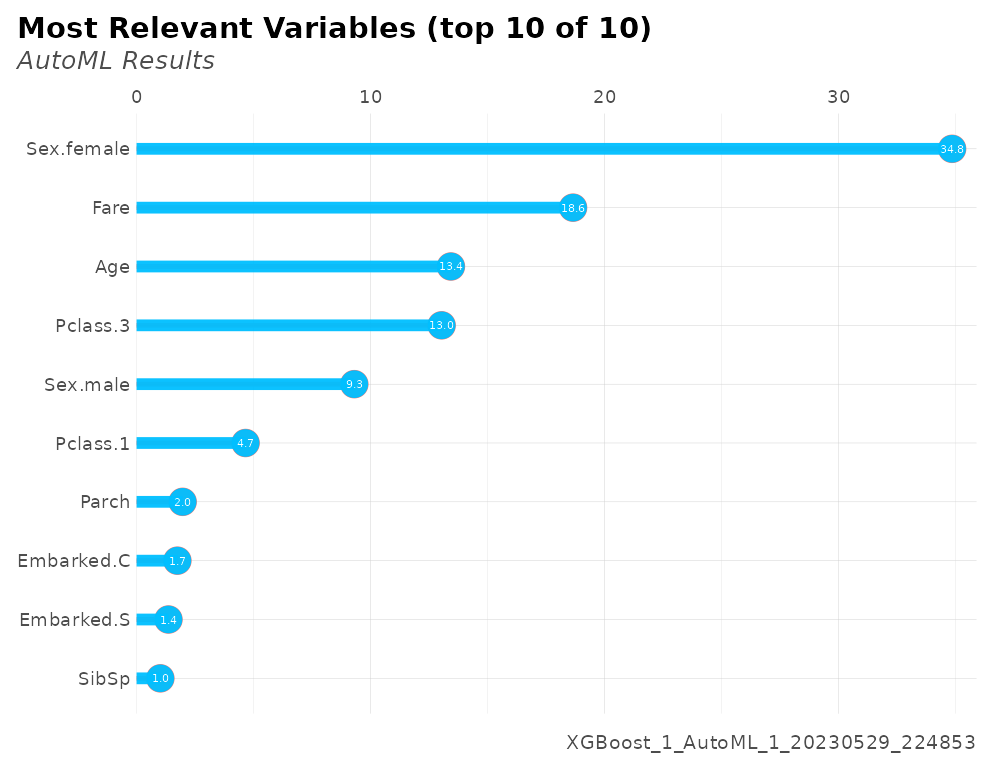 Most Relevant Variables (top 10 of 10)
AutoML Results
0 10 20 30
Sex.female 34.8
Fare 18.6
Age 13.4
Pclass.3 13.0
Sex.male 9.3
Pclass.1 4.7
Parch 2.0
Embarked.C 1.7
Embarked.S 1.4
SibSp 1.0
XGBoost_1_AutoML_1_20230529_224853